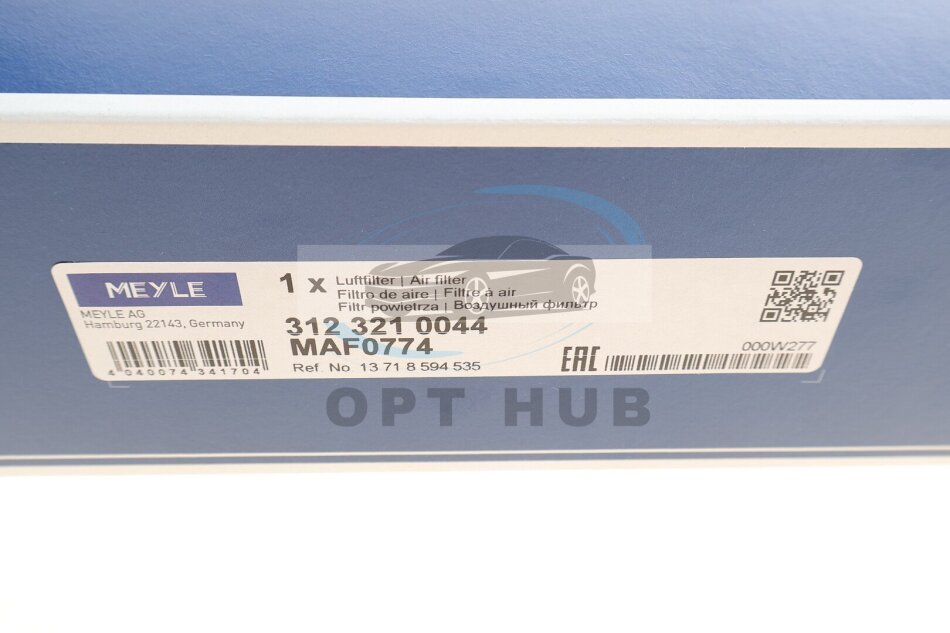 MEYLE
MEYLE AG
Hamburg 22143, Germany
4 040074 341704
1 x Luftfilter | Air filter
Filtro de aire | Filtre à air
Filtr powietrza | Воздушный фильтр
312 321 0044
MAF0774
Ref. No. 13 71 8 594 535
EAC
000W277
OPT HUB